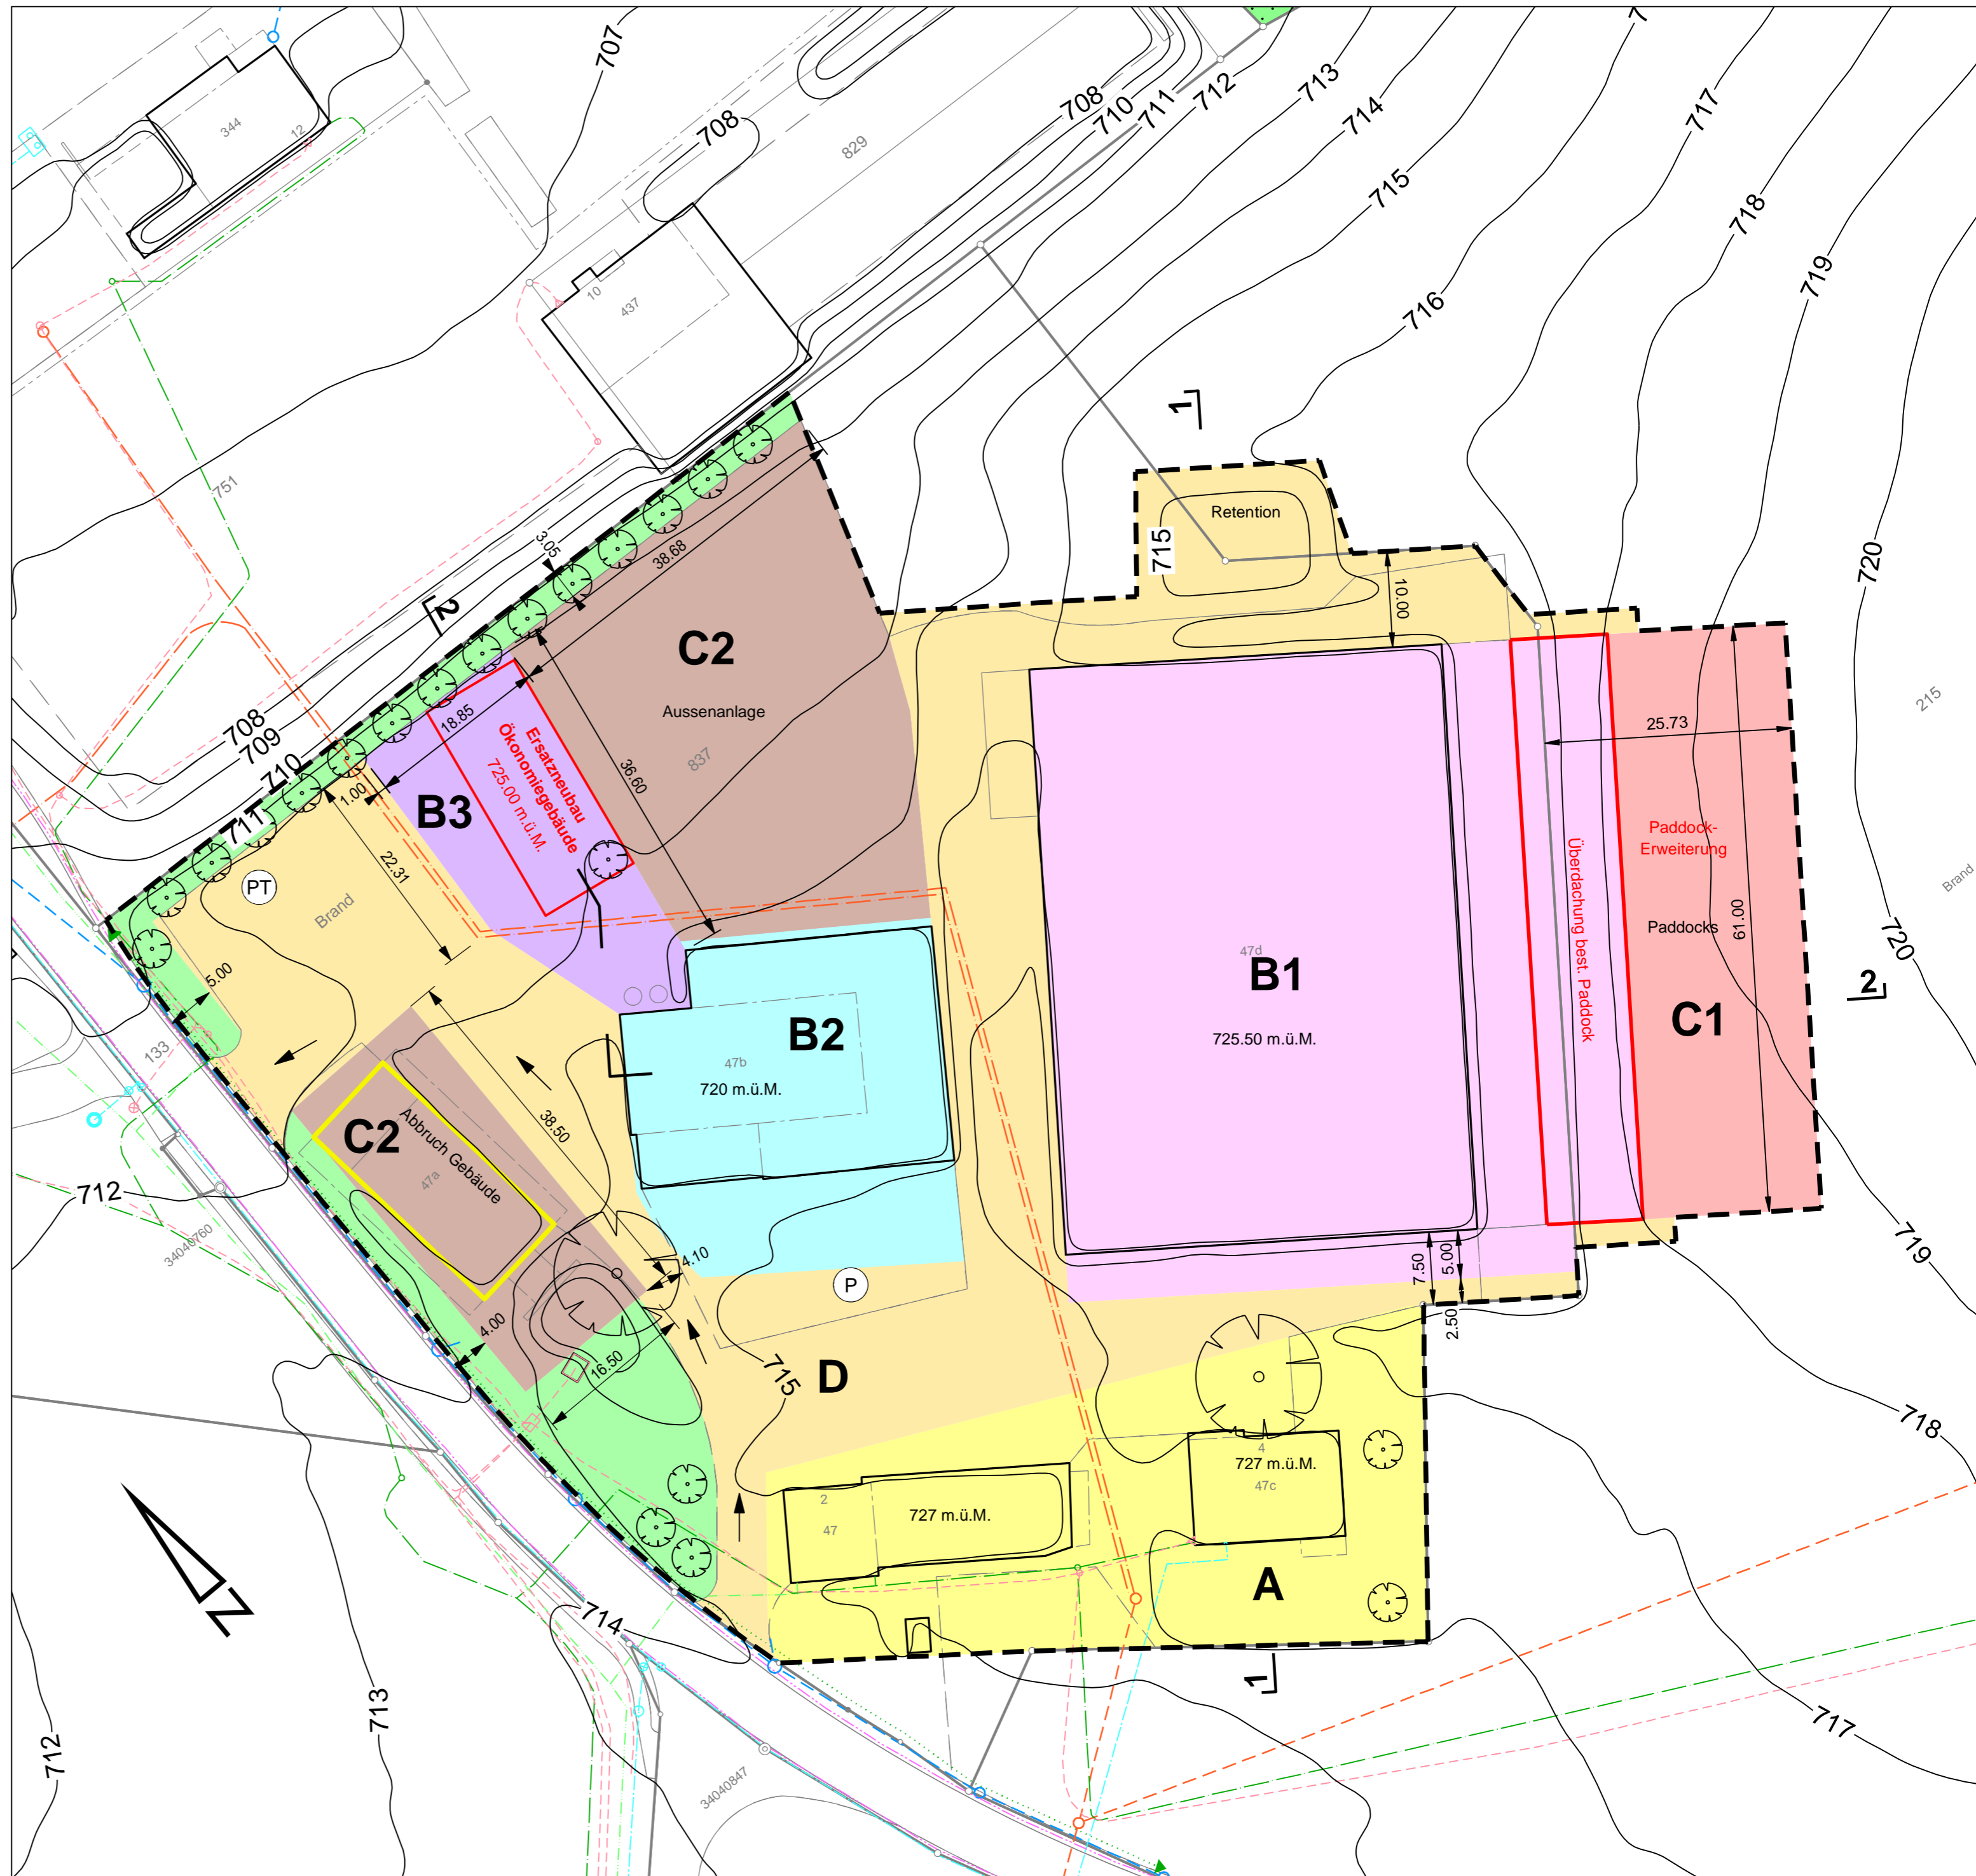 707
708
708
710
711
712
713
714
715
716
717
718
719
720
7
344
12
829
10
437
751
1
715
Retention
10.00
3.05
38.68
2
C2
Aussenanlage
837
36.60
18.85
1.00
Ersatzneubau
Ökonomiegebäude
725.00 m.ü.M.
B3
708
709
710
711
22.31
PT
Brand
5.00
133
25.73
215
Paddock-
Erweiterung
Paddocks
61.00
Überdachung best. Paddock
Brand
720
2
C1
47d
B1
725.50 m.ü.M.
B2
47b
720 m.ü.M.
38.50
C2
Abbruch Gebäude
47a
712
34040760
4.10
P
4.00
16.50
715
D
7.50
5.00
2.50
719
718
4
727 m.ü.M.
47c
2
47
727 m.ü.M.
A
N
714
1
713
712
717
34040847